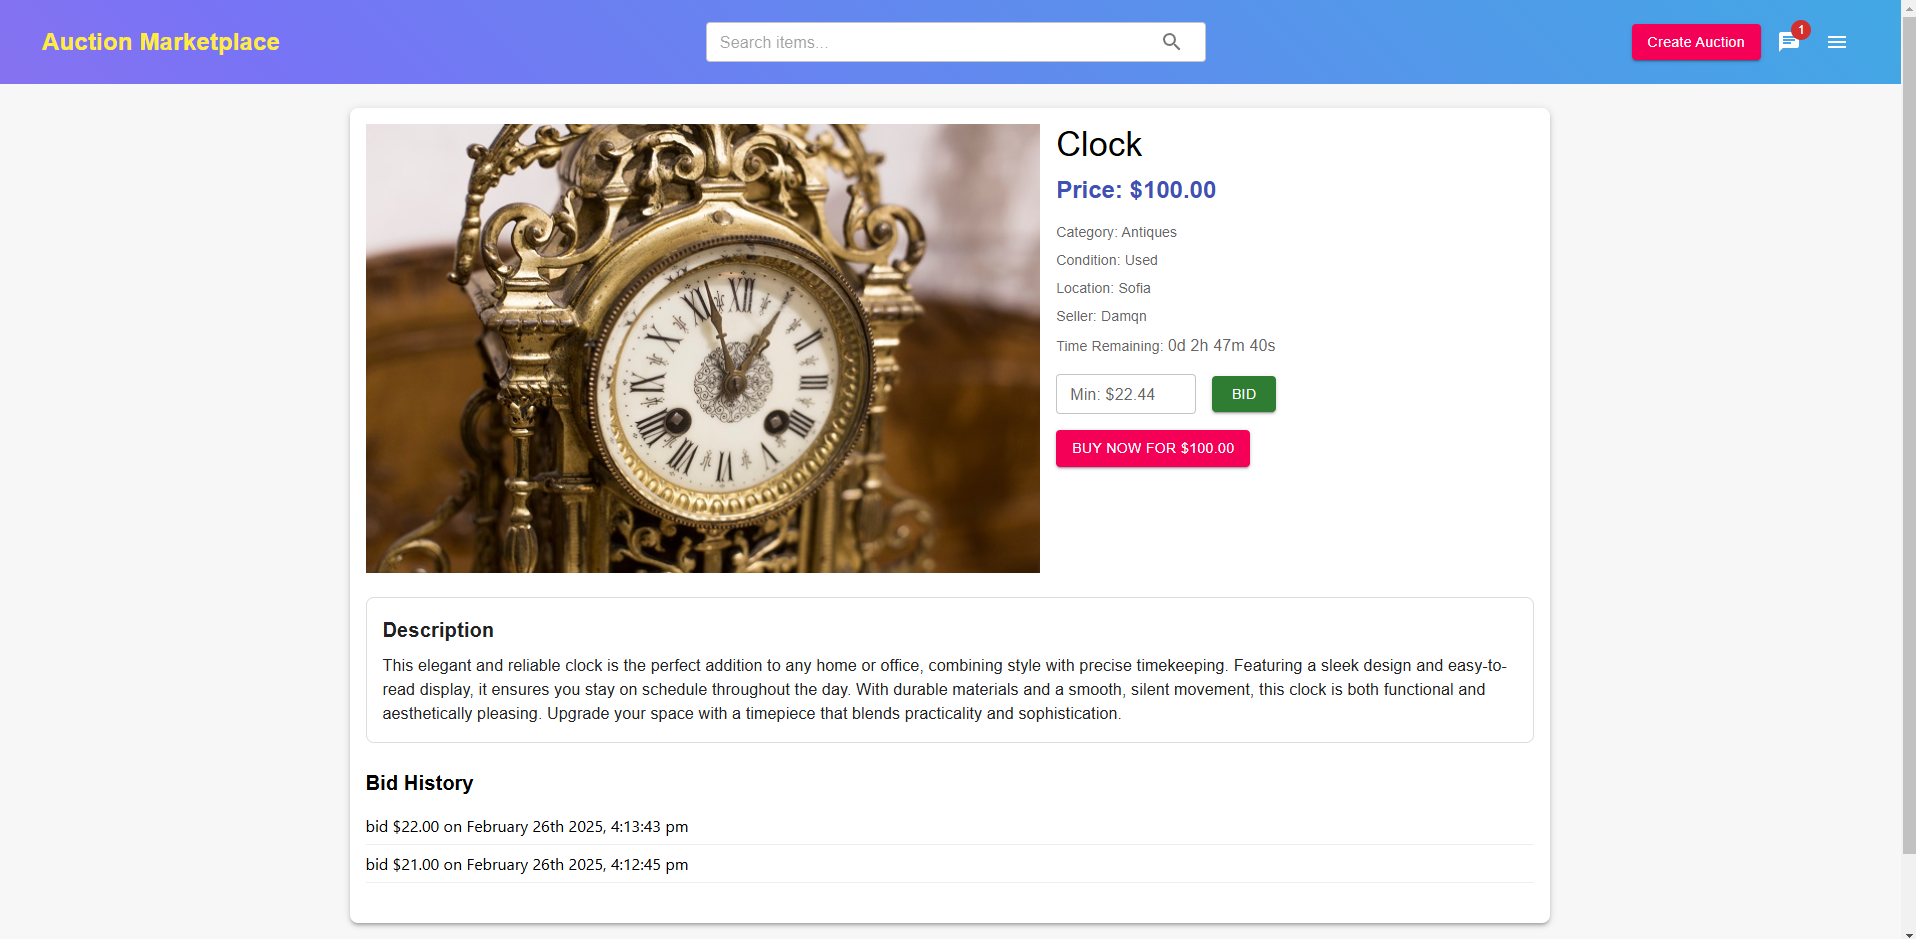 Auction Marketplace
Search items...
Create Auction
1
Clock
Price: $100.00
Category: Antiques
Condition: Used
Location: Sofia
Seller: Damqn
Time Remaining: 0d 2h 47m 40s
Min: $22.44
BID
BUY NOW FOR $100.00
Description
This elegant and reliable clock is the perfect addition to any home or office, combining style with precise timekeeping. Featuring a sleek design and easy-to-
read display, it ensures you stay on schedule throughout the day. With durable materials and a smooth, silent movement, this clock is both functional and
aesthetically pleasing. Upgrade your space with a timepiece that blends practicality and sophistication.
Bid History
bid $22.00 on February 26th 2025, 4:13:43 pm
bid $21.00 on February 26th 2025, 4:12:45 pm